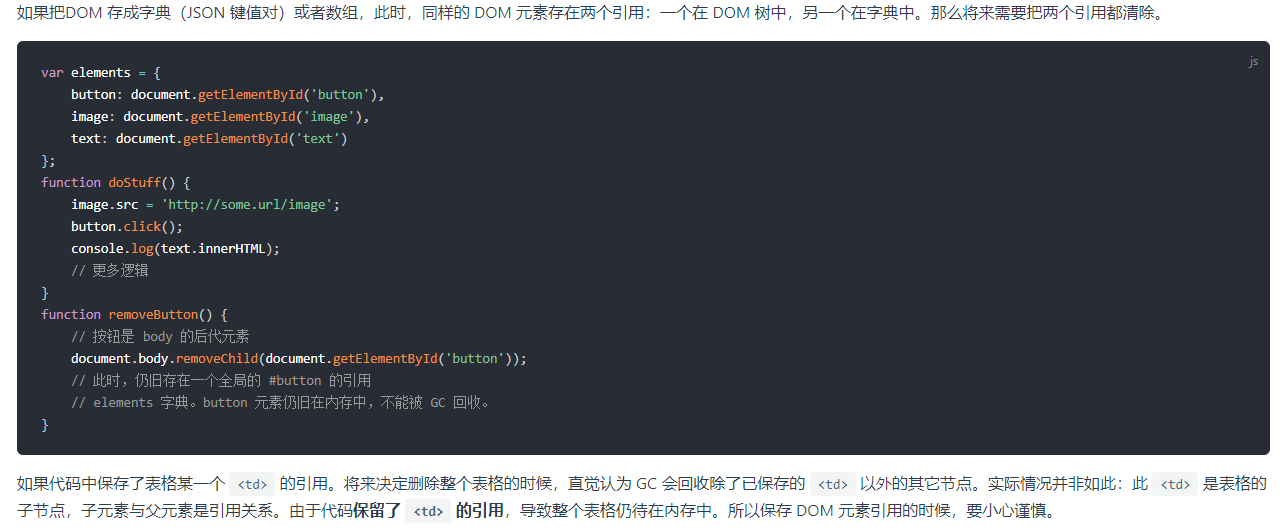 如果把DOM 存成字典（JSON 键值对）或者数组，此时，同样的 DOM 元素存在两个引用：一个在 DOM 树中，另一个在字典中。那么将来需要把两个引用都清除。
js
var elements = {
    button: document.getElementById('button'),
    image: document.getElementById('image'),
    text: document.getElementById('text')
};
function doStuff() {
    image.src = 'http://some.url/image';
    button.click();
    console.log(text.innerHTML);
    // 更多逻辑
}
function removeButton() {
    // 按钮是 body 的后代元素
    document.body.removeChild(document.getElementById('button'));
    // 此时，仍旧存在一个全局的 #button 的引用
    // elements 字典。button 元素仍旧在内存中，不能被 GC 回收。
}
如果代码中保存了表格某一个 <td> 的引用。将来决定删除整个表格的时候，直觉认为 GC 会回收除了已保存的 <td> 以外的其它节点。实际情况并非如此：此 <td> 是表格的
子节点，子元素与父元素是引用关系。由于代码保留了 <td> 的引用，导致整个表格仍待在内存中。所以保存 DOM 元素引用的时候，要小心谨慎。